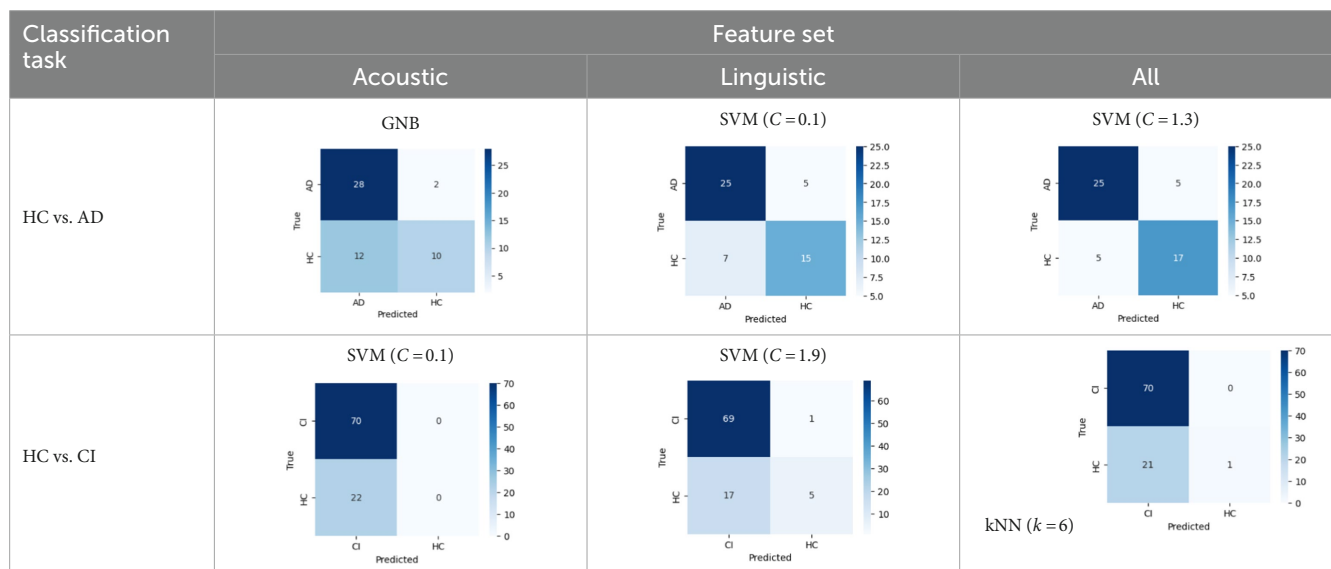 Classification task
Feature set
Acoustic
Linguistic
All
HC vs. AD
GNB
AD
28
2
HC
12
10
AD
HC
True
Predicted
25
20
15
10
5
SVM (C = 0.1)
AD
25
5
HC
7
15
AD
HC
True
Predicted
25.0
22.5
20.0
17.5
15.0
12.5
10.0
7.5
5.0
SVM (C = 1.3)
AD
25
5
HC
5
17
AD
HC
True
Predicted
25.0
22.5
20.0
17.5
15.0
12.5
10.0
7.5
5.0
HC vs. CI
SVM (C = 0.1)
CI
70
0
HC
22
0
CI
HC
True
Predicted
70
60
50
40
30
20
10
0
SVM (C = 1.9)
CI
69
1
HC
17
5
CI
HC
True
Predicted
60
50
40
30
20
10
CI
70
0
HC
21
1
CI
HC
True
Predicted
70
60
50
40
30
20
10
0
kNN (k = 6)